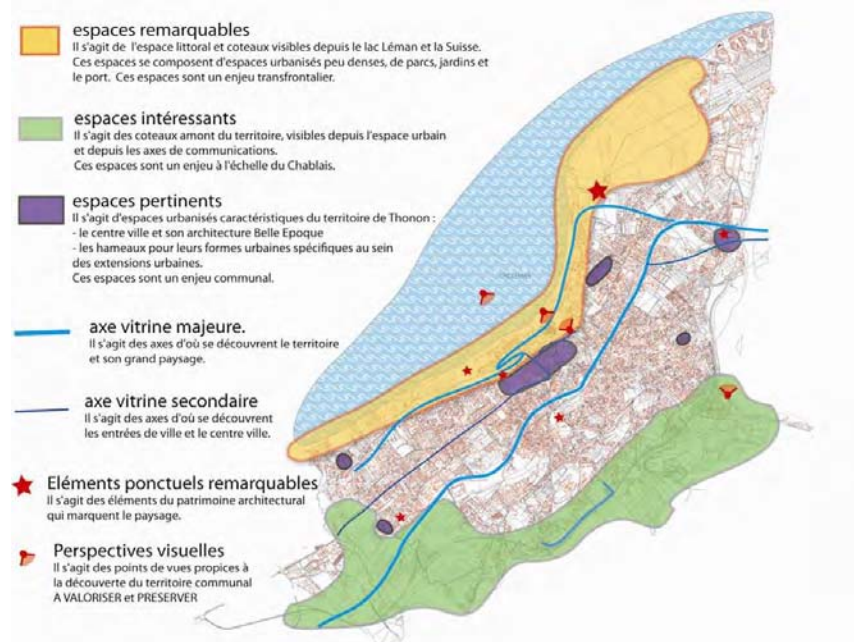 espaces remarquables
Il s'agit de l'espace littoral et coteaux visibles depuis le lac Léman et la Suisse.
Ces espaces se composent d'espaces urbanisés peu denses, de parcs, jardins et
le port. Ces espaces sont un enjeu transfrontalier.
espaces intéressants
Il s'agit des coteaux amont du territoire, visibles depuis l'espace urbain
et depuis les axes de communications.
Ces espaces sont un enjeu à l'échelle du Chablais.
espaces pertinents
Il s'agit d'espaces urbanisés caractéristiques du territoire de Thonon :
- le centre ville et son architecture Belle Epoque
- les hameaux pour leurs formes urbaines spécifiques au sein
des extensions urbaines.
Ces espaces sont un enjeu communal.
axe vitrine majeure.
Il s'agit des axes d'où se découvrent le territoire
et son grand paysage.
axe vitrine secondaire
Il s'agit des axes d'où se découvrent
les entrées de ville et le centre ville.
Eléments ponctuels remarquables
Il s'agit des éléments du patrimoine architectural
qui marquent le paysage.
Perspectives visuelles
Il s'agit des points de vues propices à
la découverte du territoire communal
A VALORISER et PRESERVER